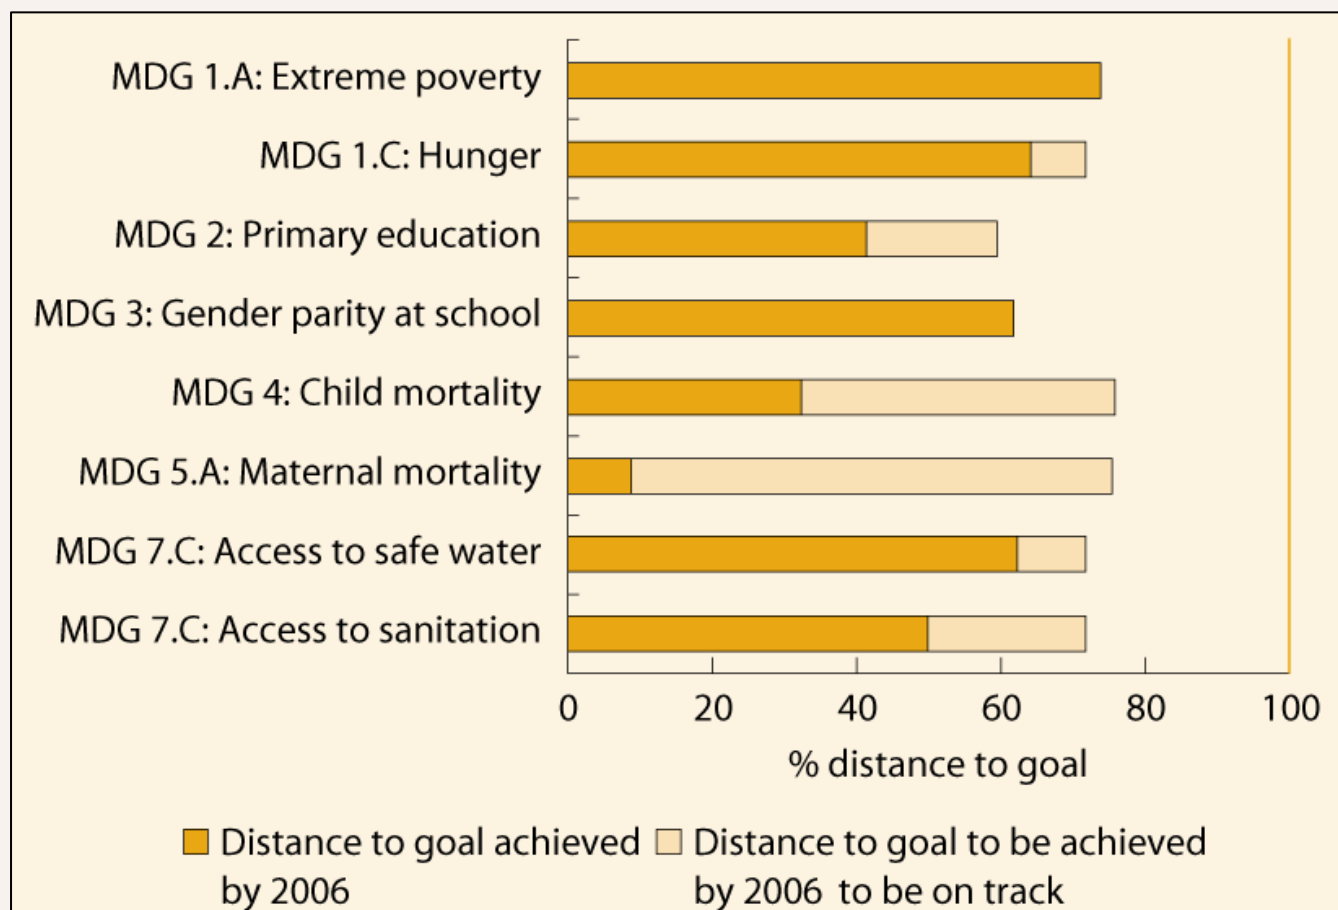 MDG 1.A: Extreme poverty
MDG 1.C: Hunger
MDG 2: Primary education
MDG 3: Gender parity at school
MDG 4: Child mortality
MDG 5.A: Maternal mortality
MDG 7.C: Access to safe water
MDG 7.C: Access to sanitation
0 20 40 60 80 100
% distance to goal
Distance to goal achieved
by 2006
Distance to goal to be achieved
by 2006 to be on track